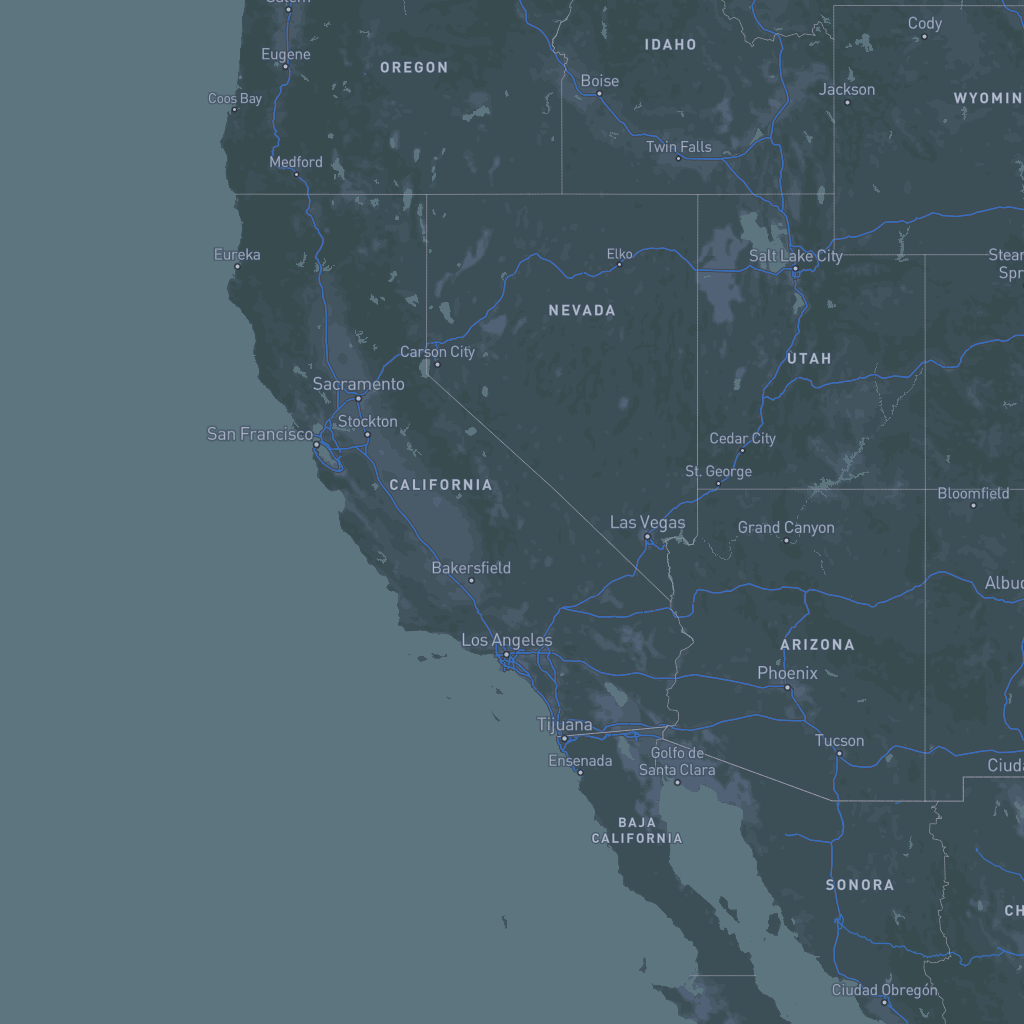 Salem
Cody
Eugene
OREGON
IDAHO
Boise
Jackson
Coos Bay
WYOMIN
Twin Falls
Medford
Eureka
Elko
Salt Lake City
Stear
Spr
NEVADA
Carson City
UTAH
Sacramento
Stockton
San Francisco
Cedar City
St. George
CALIFORNIA
Bloomfield
Las Vegas
Grand Canyon
Bakersfield
Albuc
Los Angeles
ARIZONA
Phoenix
Tijuana
Tucson
Golfo de
Santa Clara
Ensenada
Ciuda
BAJA
CALIFORNIA
SONORA
CH
Ciudad Obregón